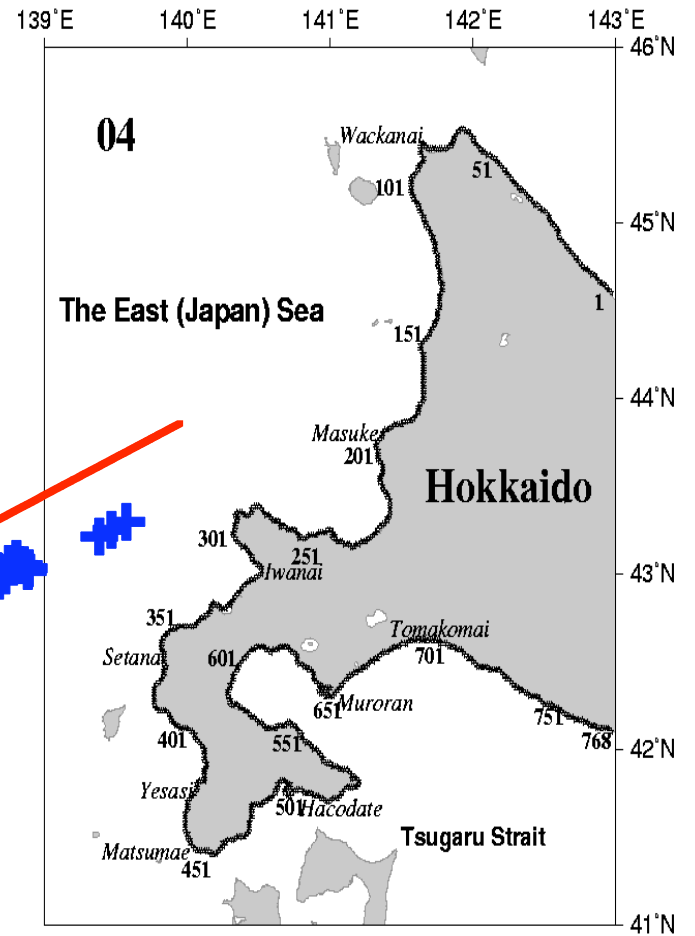 139°E 140°E 141°E 142°E 143°E
46°N
04
Wackanai
51
101
45°N
1
The East (Japan) Sea
151
44°N
Masuke
201
Hokkaido
301
251
Iwanai
43°N
351
Tomakomai
Setana
601
701
651
Muroran
751
401
551
768
42°N
Yesasi
501
Hacodate
Tsugaru Strait
Matsumae
451
41°N